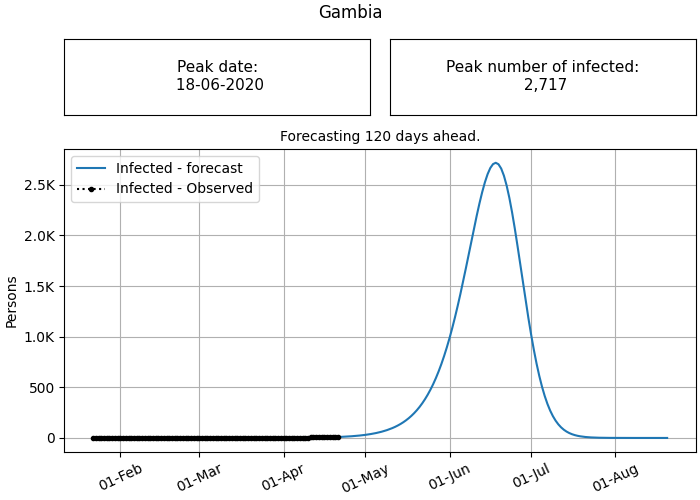 Gambia
Peak date:
18-06-2020
Peak number of infected:
2,717
Forecasting 120 days ahead.
Infected - forecast
Infected - Observed
2.5K
2.0K
1.5K
1.0K
500
0
Persons
01-Feb
01-Mar
01-Apr
01-May
01-Jun
01-Jul
01-Aug